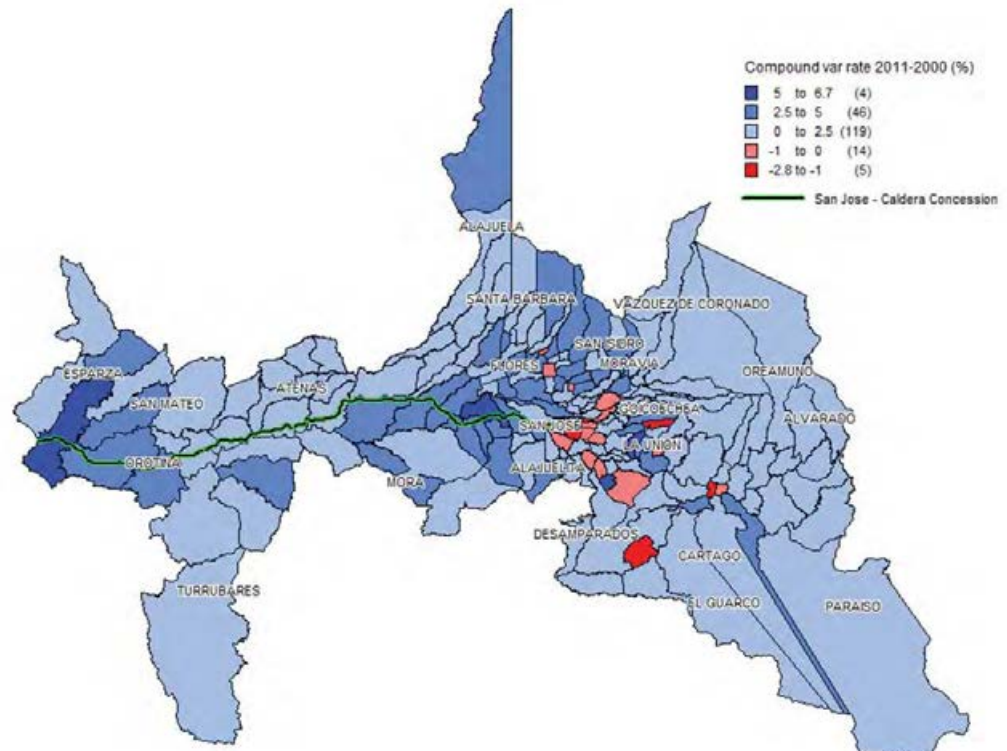 Compound var rate 2011-2000 (%)
5 to 6.7 (4)
2.5 to 5 (46)
0 to 2.5 (119)
-1 to 0 (14)
-2.8 to -1 (5)
San Jose - Caldera Concession
ALAJUELA
SANTA BARBARA
VAZQUEZ DE CORONADO
SAN ISIDRO
FLORES
MORAVIA
ESPARZA
OREAMUNO
ATENAS
SAN MATEO
GOICOECHEA
ALVARADO
SAN JOSE
LA UNION
OROTINA
ALAJUELITA
MORA
DESAMPARADOS
CARTAGO
TURRUBARES
EL GUARCO
PARAISO